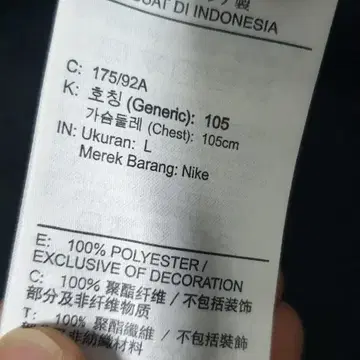 DI INDONESIA
C: 175/92A
K: 호칭 (Generic): 105
가슴둘레 (Chest): 105cm
IN: Ukuran: L
Merek Barang: Nike
E: 100% POLYESTER /
EXCLUSIVE OF DECORATION
C: 100% 聚酯纤维 / 不包括装饰
部分及非纤维物质
T: 100% 聚酯纖維 / 不包括裝飾